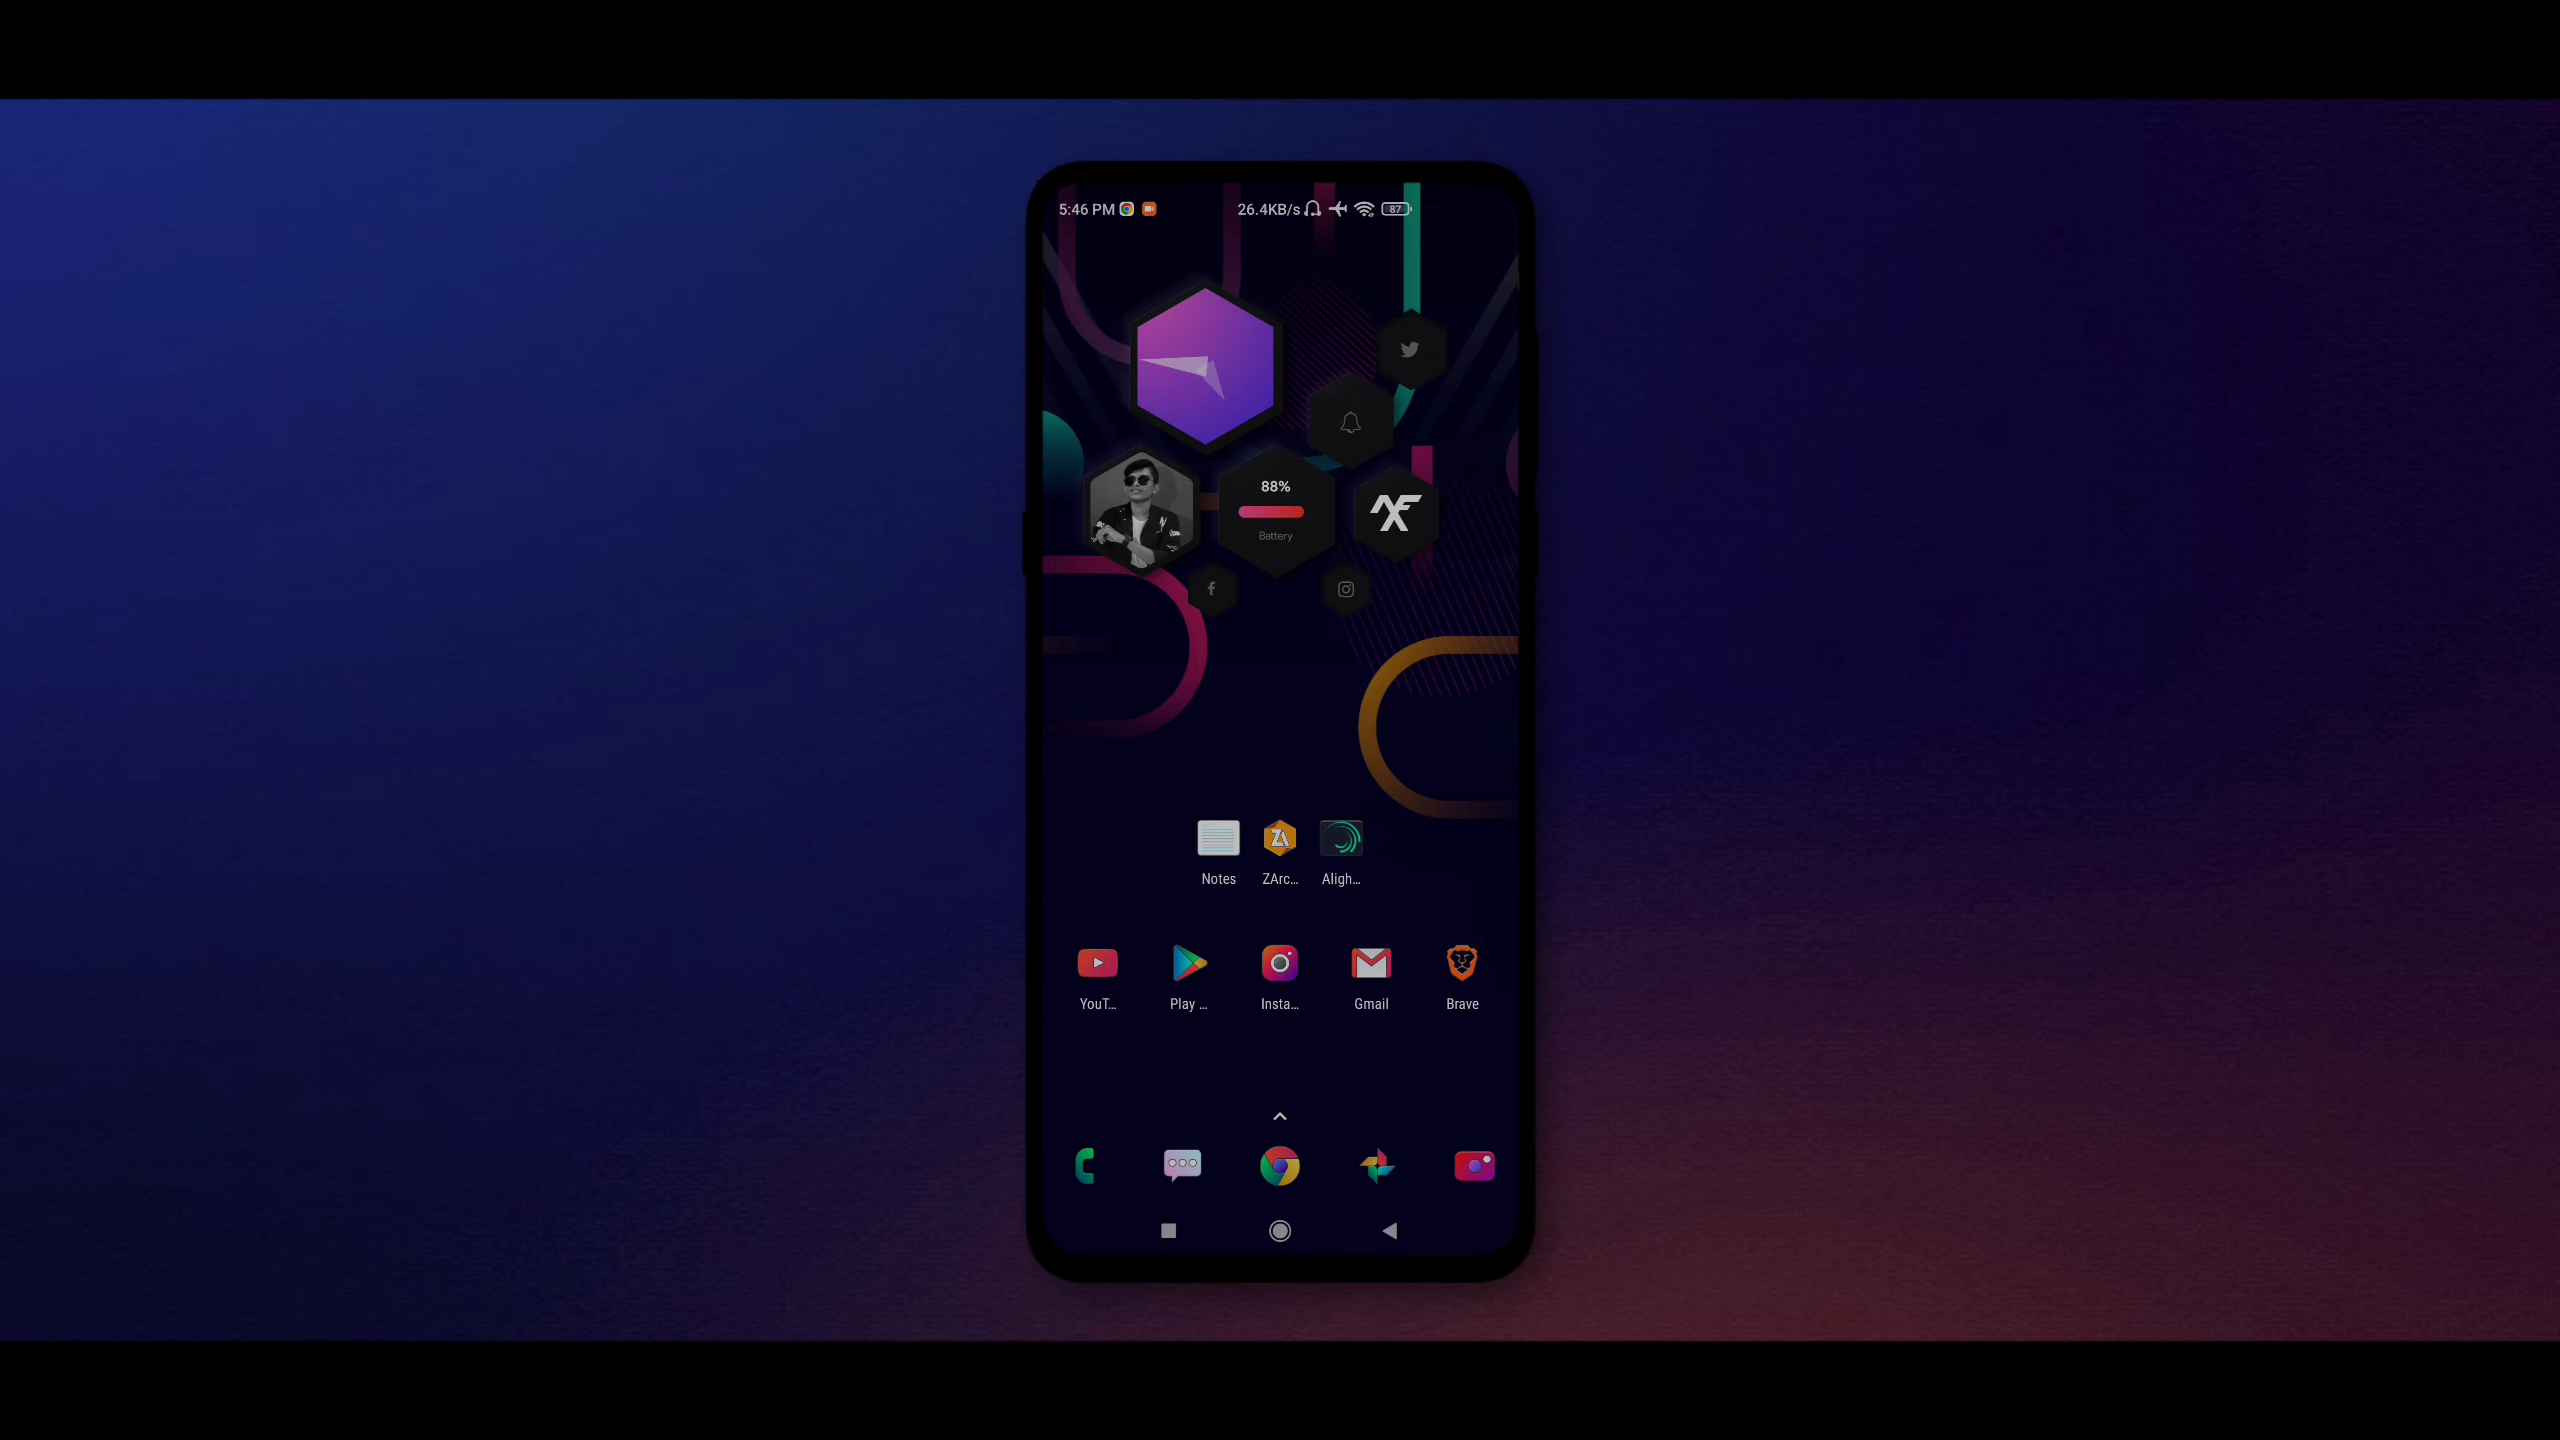 5:46 PM 26.4KB/s 87
88%
Battery
Notes ZArc… Aligh…
YouT… Play … Insta… Gmail Brave